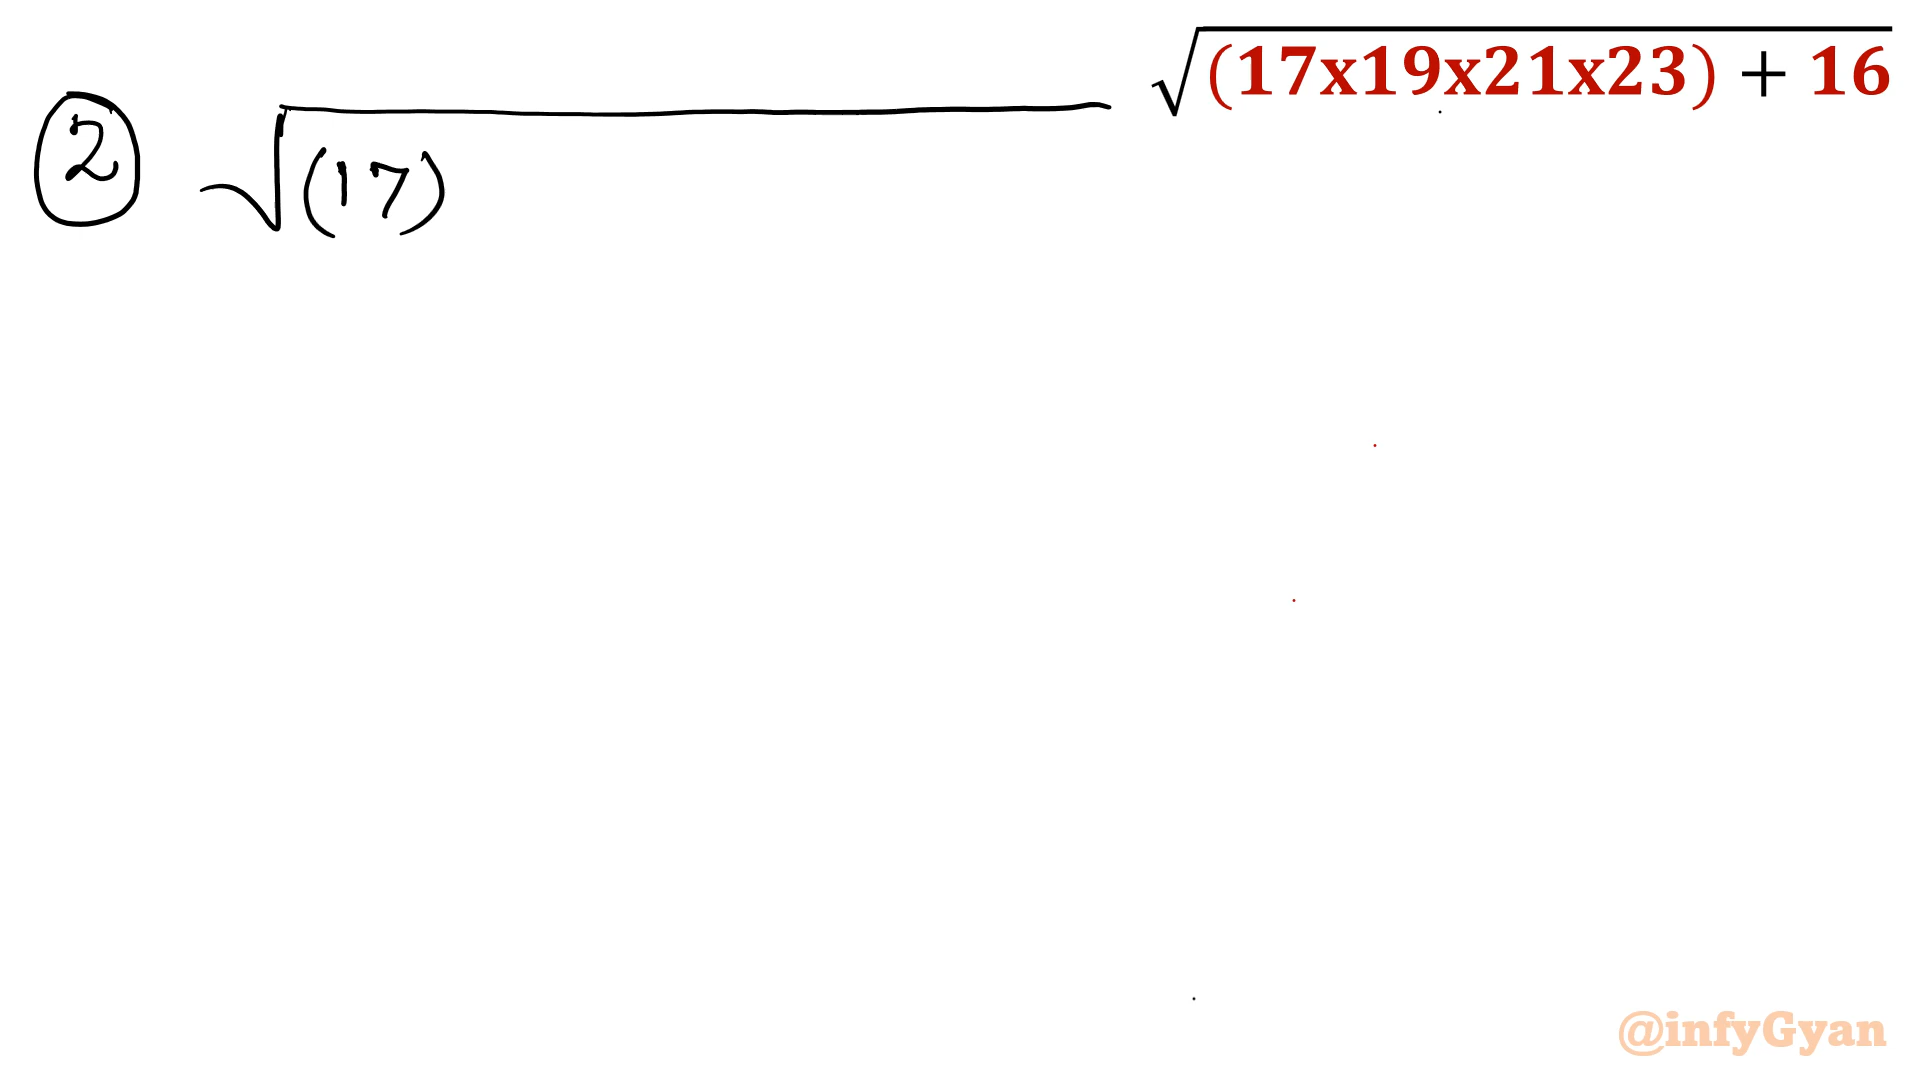 √(17x19x21x23) + 16
② √(17)
@infyGyan